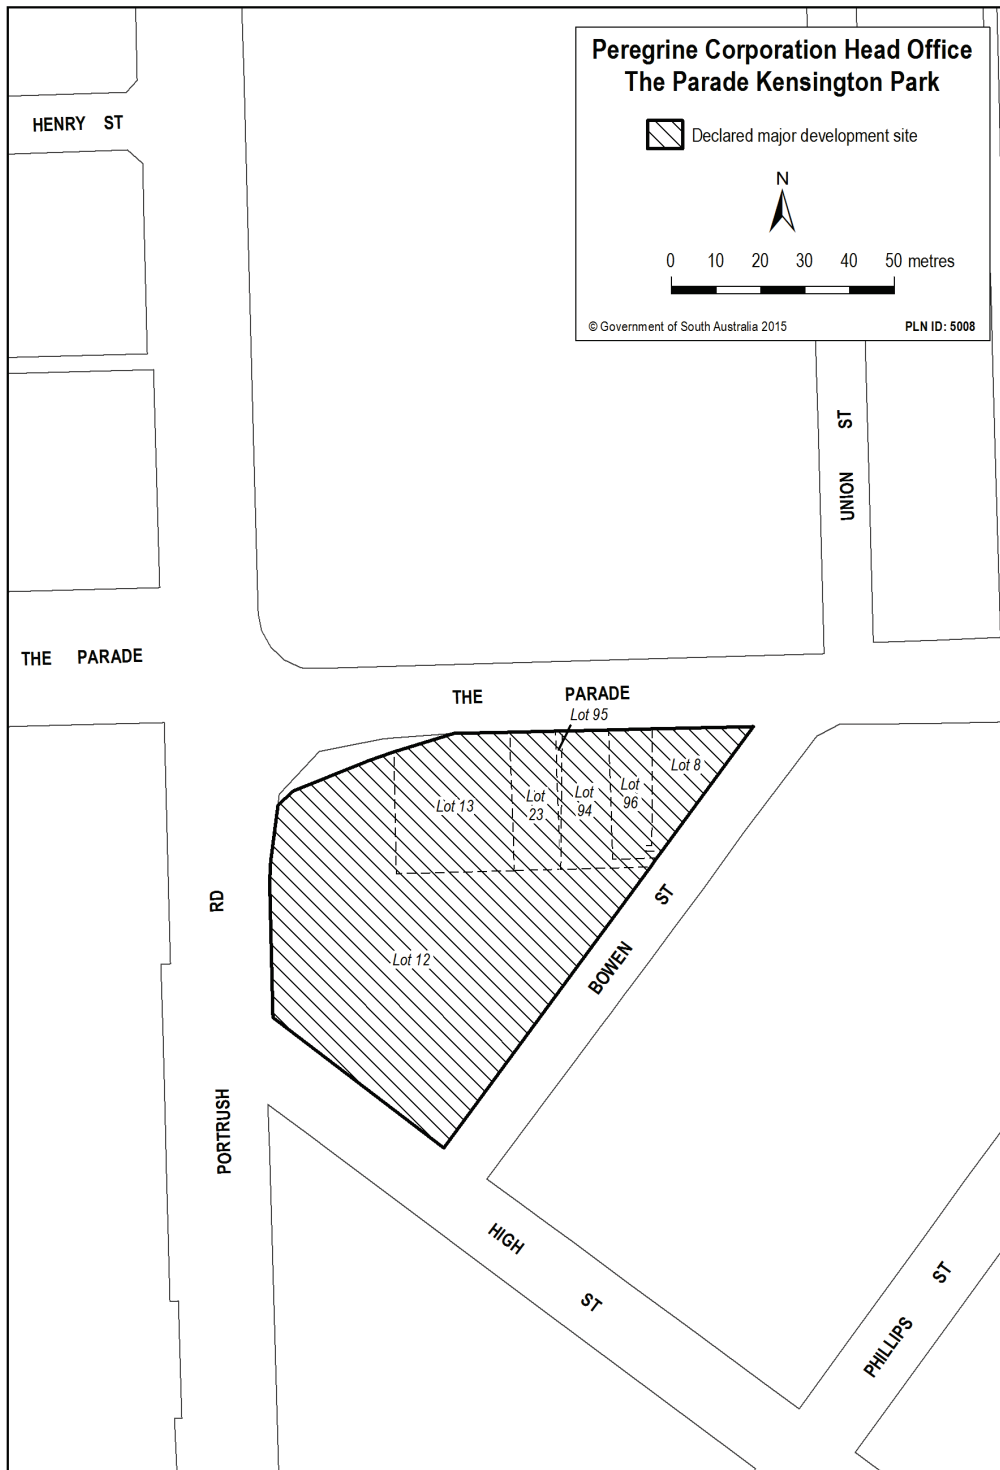 Peregrine Corporation Head Office
The Parade Kensington Park
Declared major development site
N
0 10 20 30 40 50 metres
© Government of South Australia 2015
PLN ID: 5008
HENRY ST
UNION ST
THE PARADE
THE PARADE
Lot 95
Lot 8
Lot 13
Lot
23
Lot
94
Lot
96
Lot 12
BOWEN ST
PORTRUSH RD
HIGH ST
PHILLIPS ST